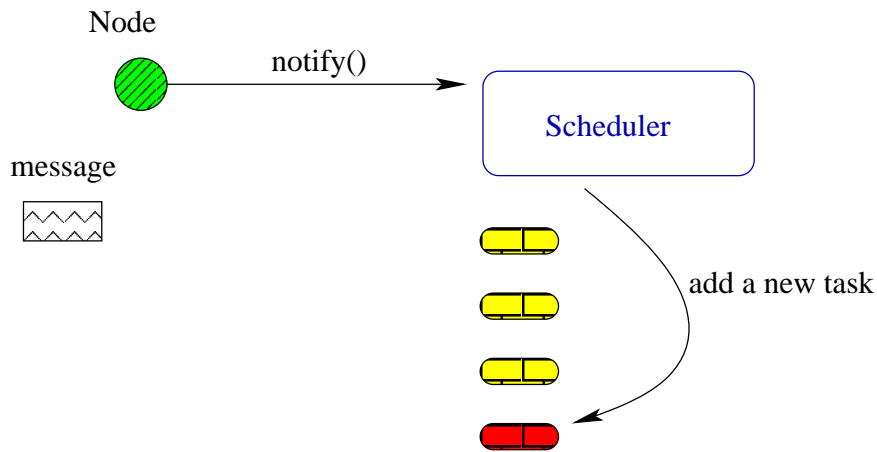 Node
notify()
Scheduler
message
add a new task